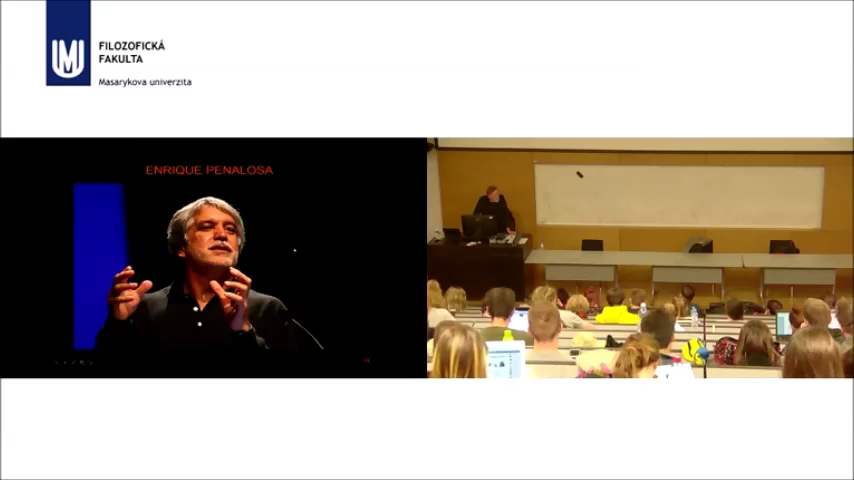 FILOZOFICKÁ
FAKULTA
Masarykova univerzita
ENRIQUE PENALOSA